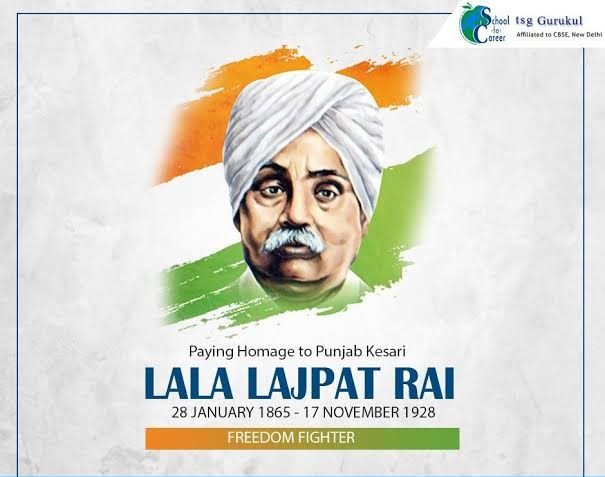 School
-to-
Career
tsg Gurukul
Affiliated to CBSE, New Delhi
Paying Homage to Punjab Kesari
LALA LAJPAT RAI
28 JANUARY 1865 - 17 NOVEMBER 1928
FREEDOM FIGHTER